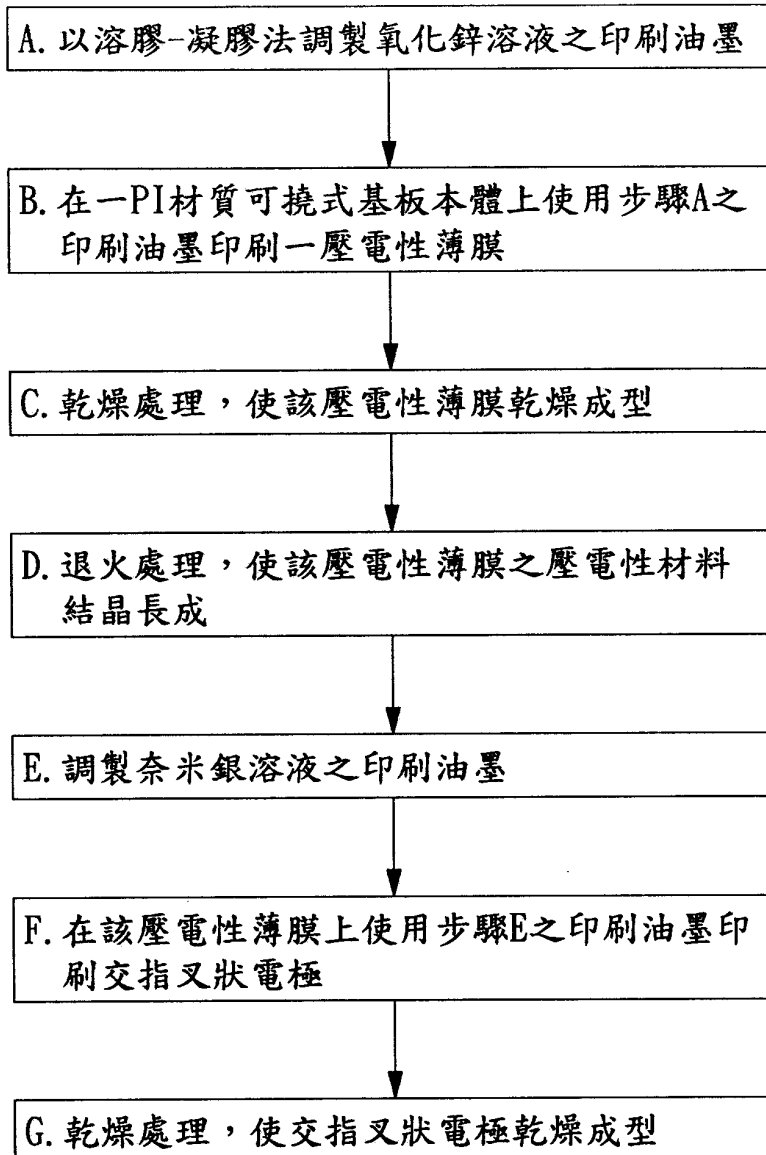 A.以溶膠-凝膠法調製氧化鋅溶液之印刷油墨
B.在一PI材質可撓式基板本體上使用步驟A之
印刷油墨印刷一壓電性薄膜
C.乾燥處理，使該壓電性薄膜乾燥成型
D.退火處理，使該壓電性薄膜之壓電性材料
結晶長成
E.調製奈米銀溶液之印刷油墨
F.在該壓電性薄膜上使用步驟E之印刷油墨印
刷交指叉狀電極
G.乾燥處理，使交指叉狀電極乾燥成型